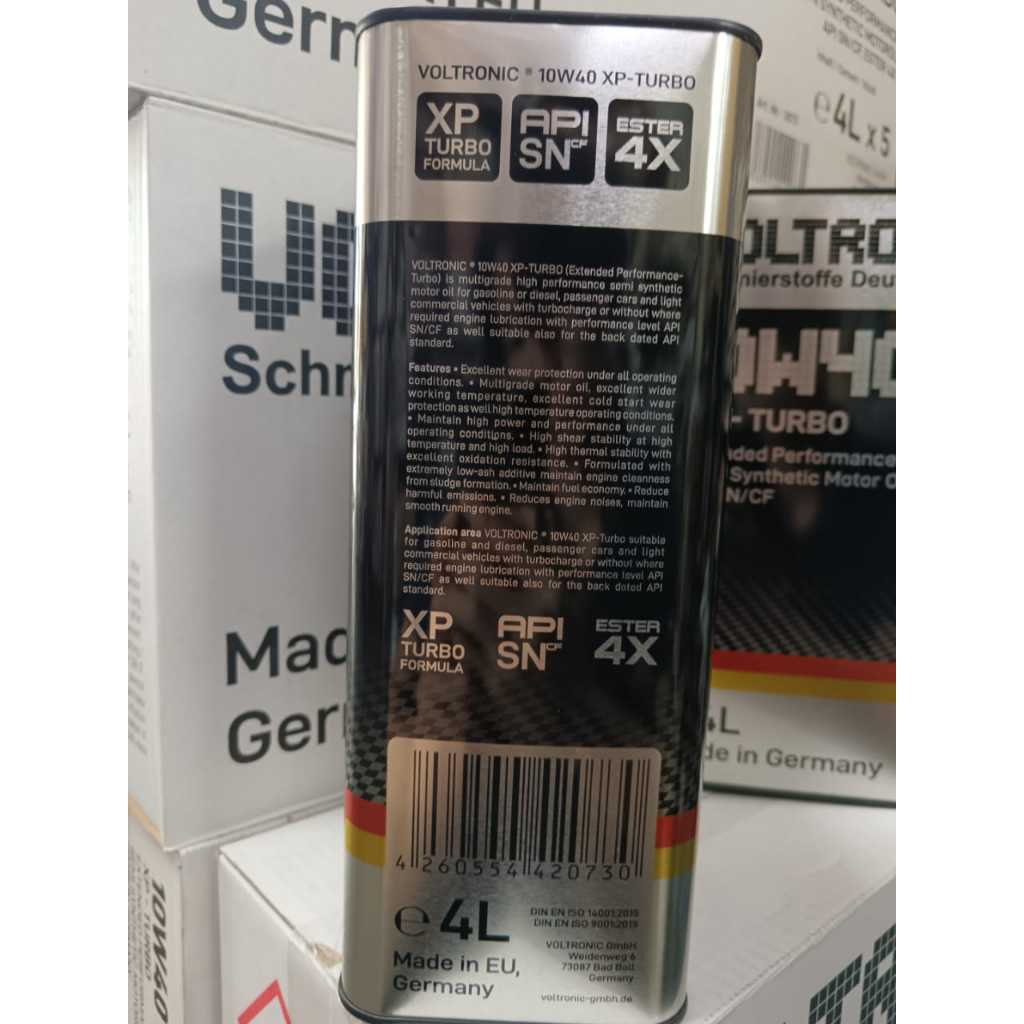 VOLTRONIC ® 10W40 XP-TURBO
XP
TURBO
FORMULA
API
SN CF
ESTER
4X
VOLTRONIC ® 10W40 XP-TURBO (Extended Performance-
Turbo) is multigrade high performance semi synthetic
motor oil for gasoline or diesel, passenger cars and light
commercial vehicles with turbocharge or without where
required engine lubrication with performance level API
SN/CF as well suitable also for the back dated API
standard.
Features • Excellent wear protection under all operating
conditions. • Multigrade motor oil, excellent wider
working temperature, excellent cold start wear
protection as well high temperature operating conditions.
• Maintain high power and performance under all
operating conditions. • High shear stability at high
temperature and high load. • High thermal stability with
excellent oxidation resistance. • Formulated with
extremely low-ash additive maintain engine cleanness
from sludge formation. • Maintain fuel economy. • Reduce
harmful emissions. • Reduces engine noises, maintain
smooth running engine.
Application area VOLTRONIC ® 10W40 XP-Turbo suitable
for gasoline and diesel, passenger cars and light
commercial vehicles with turbocharge or without where
required engine lubrication with performance level API
SN/CF as well suitable also for the back dated API
standard.
XP
TURBO
FORMULA
API
SN CF
ESTER
4X
4 260554 420730
℮ 4L
Made in EU,
Germany
DIN EN ISO 14001:2015
DIN EN ISO 9001:2015
VOLTRONIC GmbH
Weidenweg 6
73087 Bad Boll
Germany
voltronic-gmbh.de
Germ
Schm
Mad
Ger
10W60
XP - TURBO
℮ 4L x 5
OLTRO
mierstoffe Deut
0W40
- TURBO
ded Performance
Synthetic Motor O
N/CF
4L
de in Germany